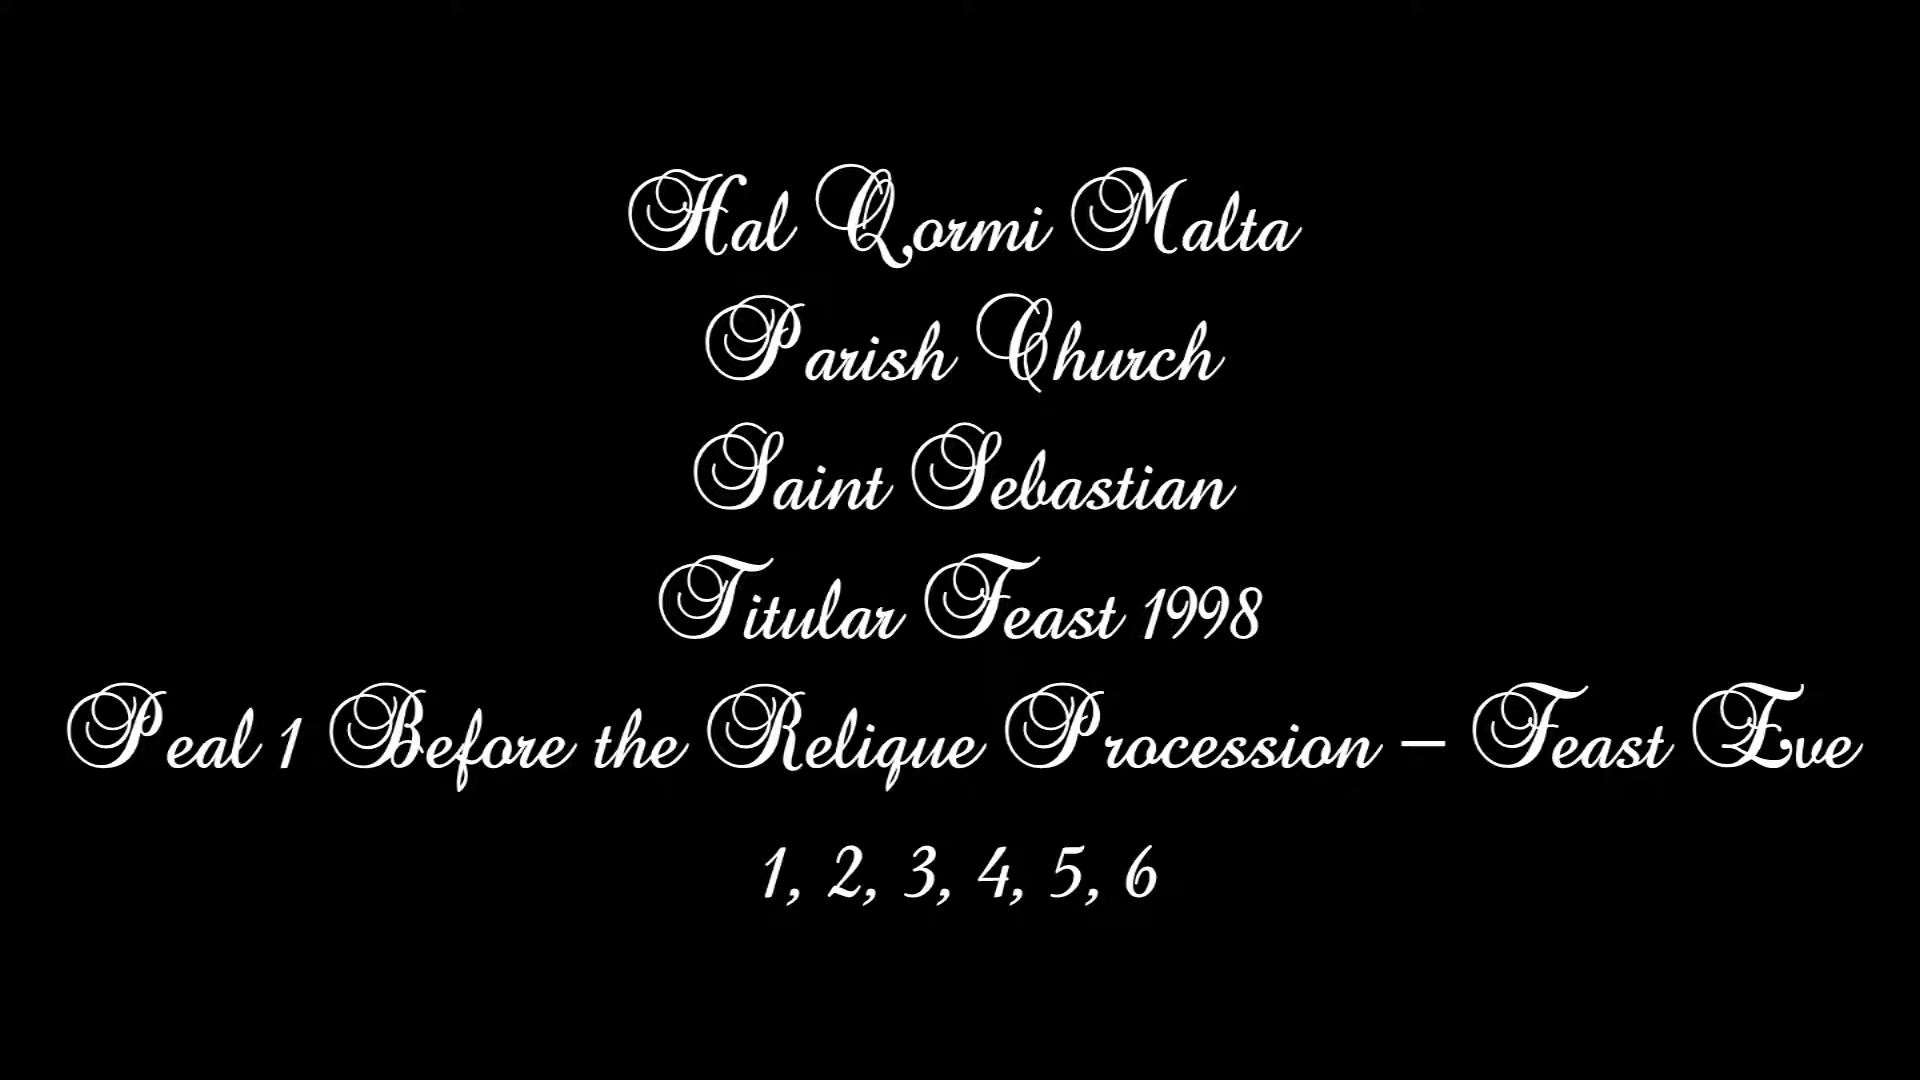 Hal Qormi Malta
Parish Church
Saint Sebastian
Titular Feast 1998
Peal 1 Before the Relique Procession – Feast Eve
1, 2, 3, 4, 5, 6